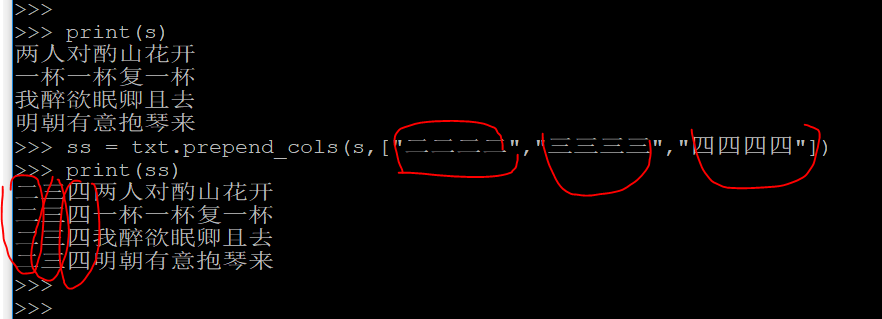 >>>
>>> print(s)
两人对酌山花开
一杯一杯复一杯
我醉欲眠卿且去
明朝有意抱琴来
>>> ss = txt.prepend_cols(s,["二二二二","三三三三","四四四四"])
>>> print(ss)
二三四两人对酌山花开
二三四一杯一杯复一杯
二三四我醉欲眠卿且去
二三四明朝有意抱琴来
>>>
>>>